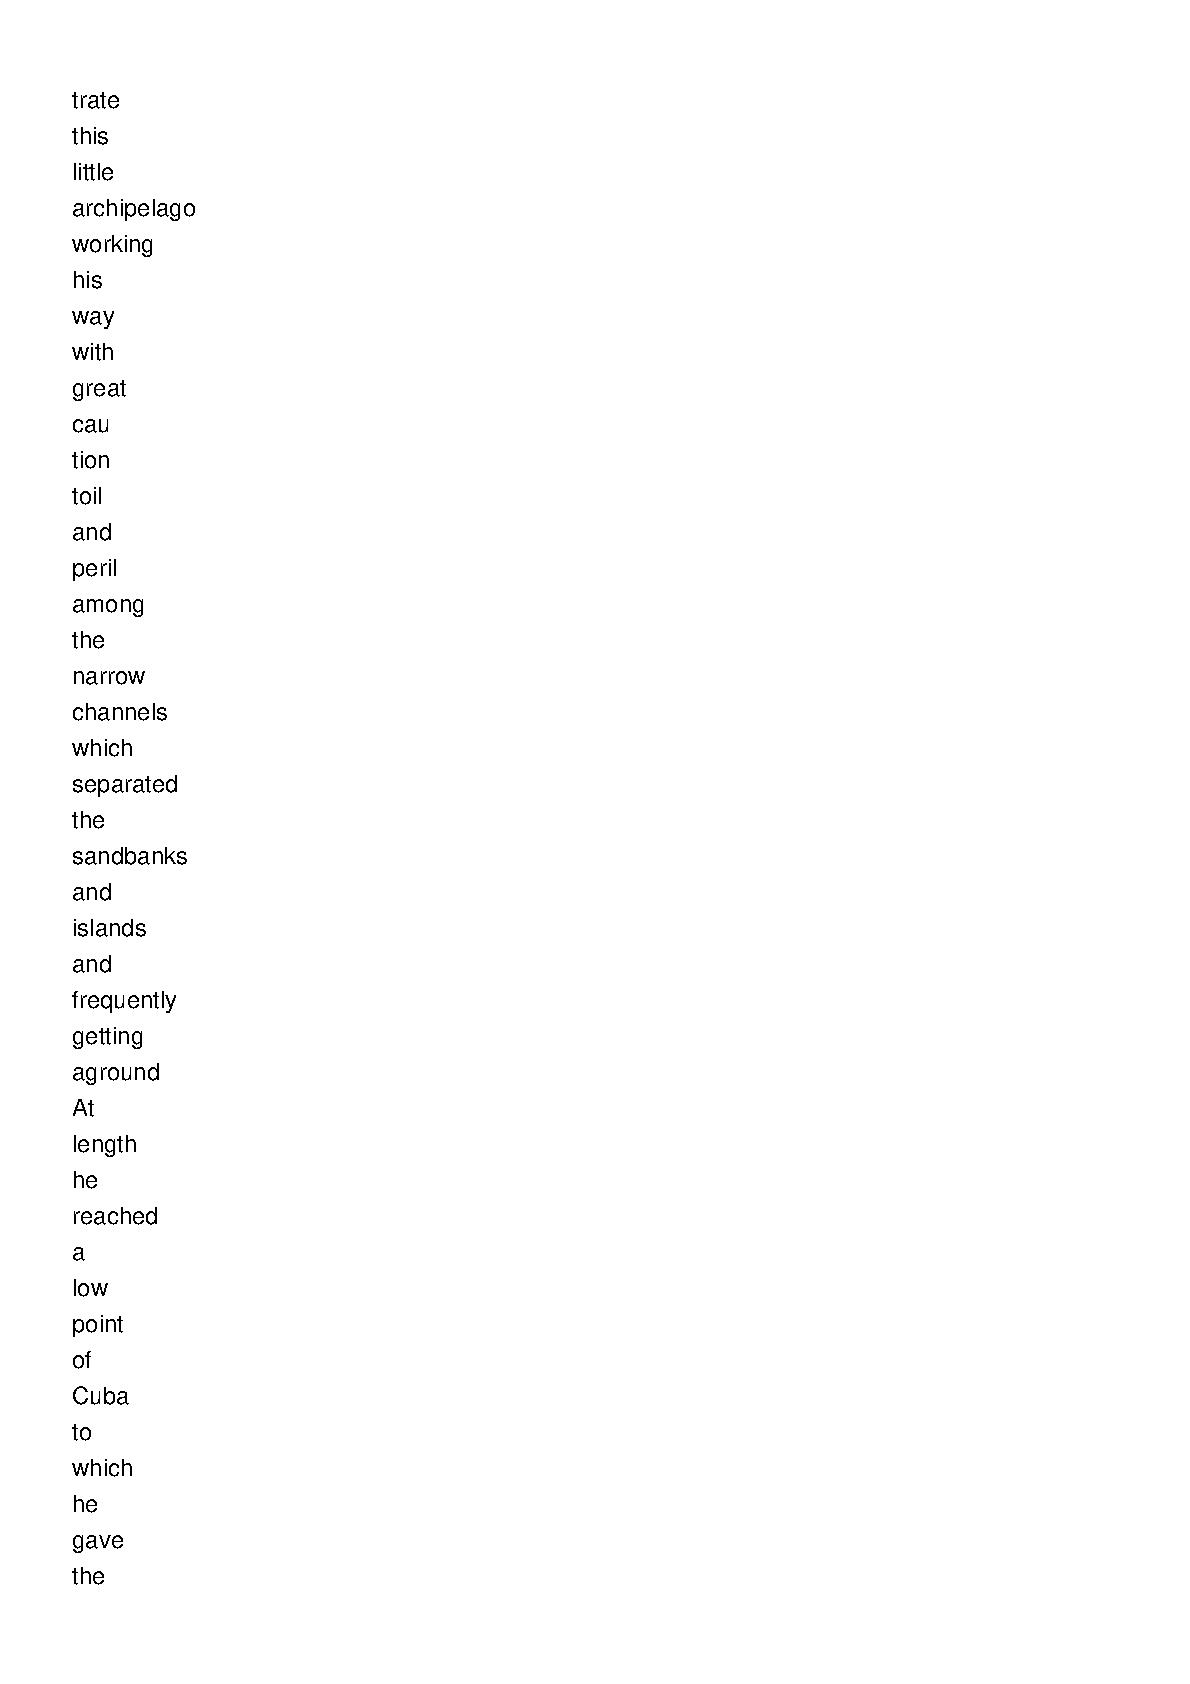 trate
this
little
archipelago
working
his
way
with
great
cau
tion
toil
and
peril
among
the
narrow
channels
which
separated
the
sandbanks
and
islands
and
frequently
getting
aground
At
length
he
reached
a
low
point
of
Cuba
to
which
he
gave
the